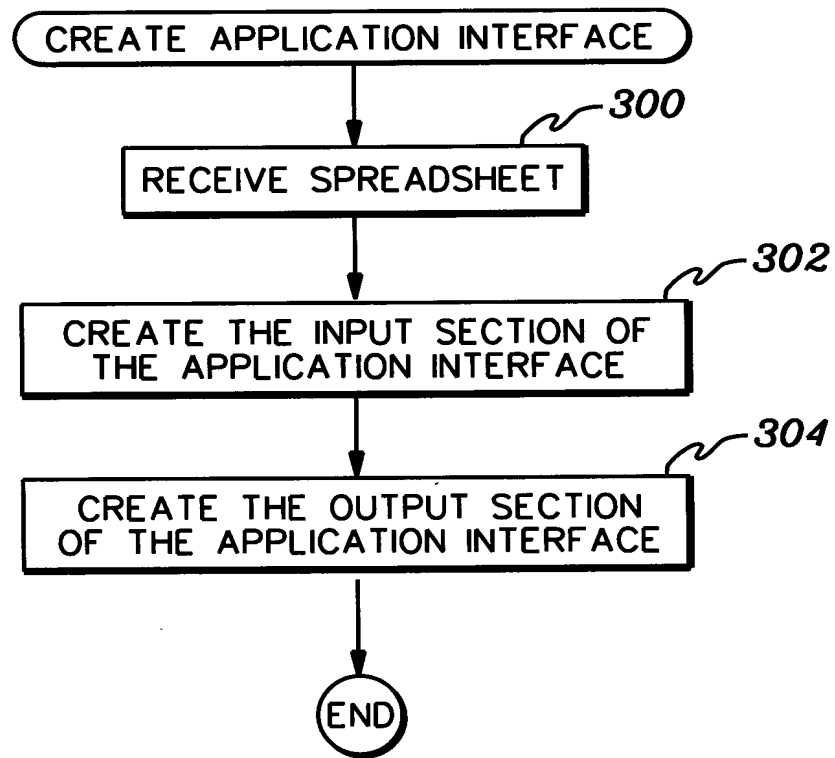 CREATE APPLICATION INTERFACE
300
RECEIVE SPREADSHEET
302
CREATE THE INPUT SECTION OF
THE APPLICATION INTERFACE
304
CREATE THE OUTPUT SECTION
OF THE APPLICATION INTERFACE
END